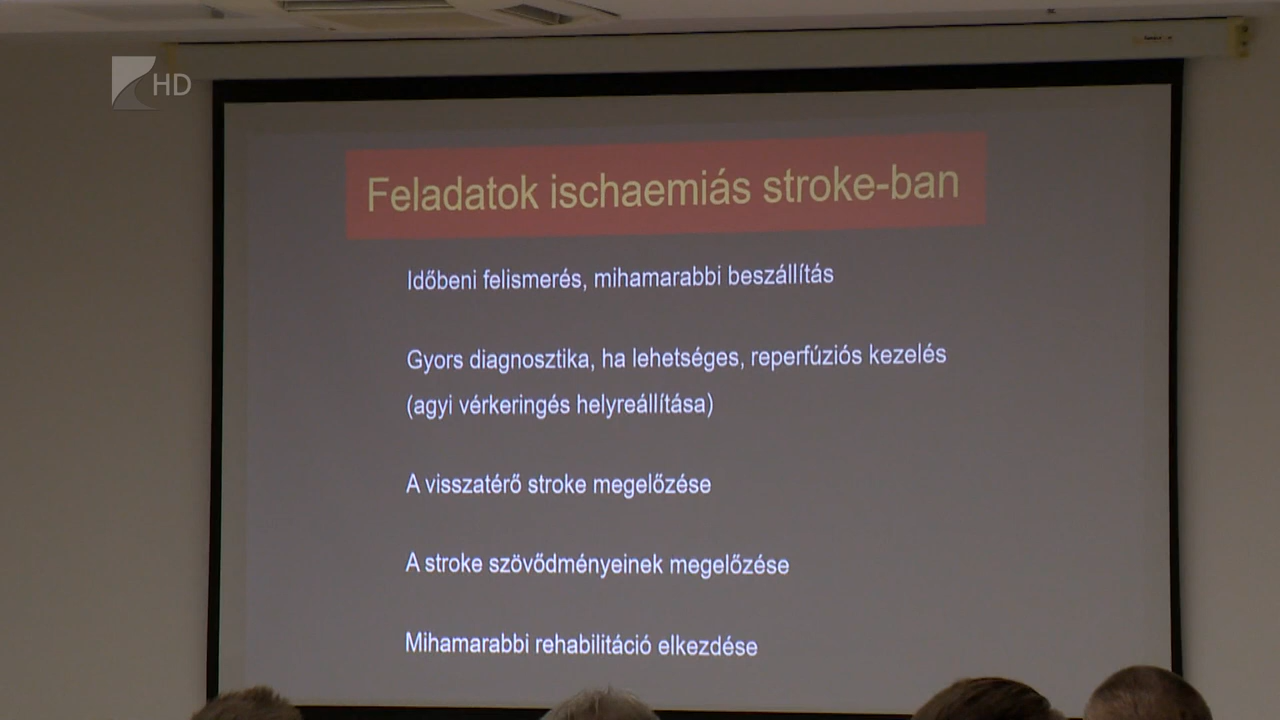 HD
Feladatok ischaemiás stroke-ban
Időbeni felismerés, mihamarabbi beszállítás
Gyors diagnosztika, ha lehetséges, reperfúziós kezelés
(agyi vérkeringés helyreállítása)
A visszatérő stroke megelőzése
A stroke szövődményeinek megelőzése
Mihamarabbi rehabilitáció elkezdése